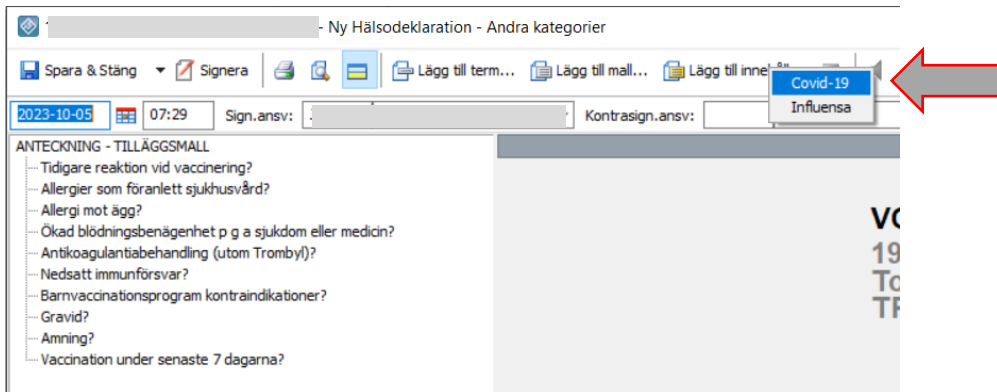 - Ny Hälsodeklaration - Andra kategorier
Spara & Stäng Signera Lägg till term... Lägg till mall... Lägg till
Covid-19
Influensa
2023-10-05 07:29 Sign.ansv: Kontrasign.ansv:
ANTECKNING - TILLÄGGSMALL
Tidigare reaktion vid vaccinering?
Allergier som föranlett sjukhusvård?
Allergi mot ägg?
Ökad blödningsbenägenhet p g a sjukdom eller medicin?
Antikoagulantiabehandling (utom Trombyl)?
Nedsatt immunförsvar?
Barnvaccinationsprogram kontraindikationer?
Gravid?
Amning?
Vaccination under senaste 7 dagarna?
19